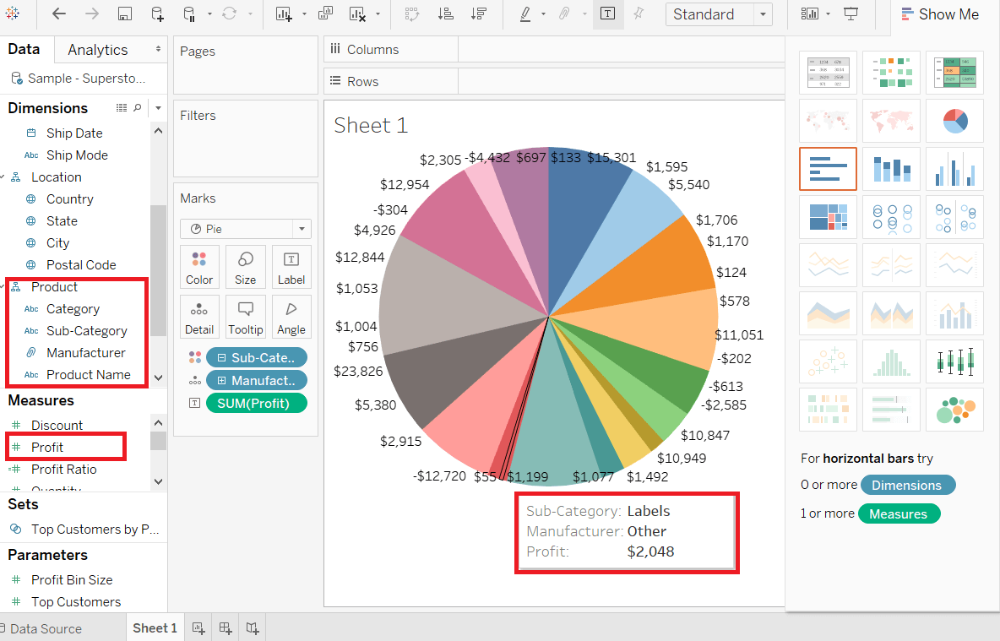 Standard
Show Me
Data
Analytics
Sample - Supersto...
Dimensions
Ship Date
Abc Ship Mode
Location
Country
State
City
Postal Code
Product
Abc Category
Abc Sub-Category
Manufacturer
Abc Product Name
Measures
Discount
Profit
Profit Ratio
Quantity
Sets
Top Customers by P...
Parameters
Profit Bin Size
Top Customers
Pages
Filters
Marks
Pie
Color
Size
Label
Detail
Tooltip
Angle
Sub-Cate..
Manufact..
SUM(Profit)
Columns
Rows
Sheet 1
$2,305
-$4,432
$697
$133
$15,301
$1,595
$12,954
$5,540
-$304
$1,706
$4,926
$1,170
$12,844
$124
$1,053
$578
$1,004
$11,051
$756
-$202
$23,826
-$613
$5,380
-$2,585
$2,915
$10,847
$10,949
-$12,720
$55
$1,199
$1,077
$1,492
Sub-Category: Labels
Manufacturer: Other
Profit: $2,048
For horizontal bars try
0 or more Dimensions
1 or more Measures
Data Source
Sheet 1